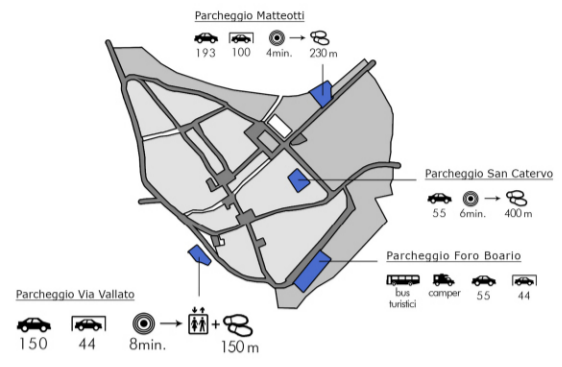 Parcheggio Matteotti
193 100 4min. 230 m
Parcheggio San Catervo
55 6min. 400 m
Parcheggio Foro Boario
bus turistici camper 55 44
Parcheggio Via Vallato
150 44 8min. + 150 m